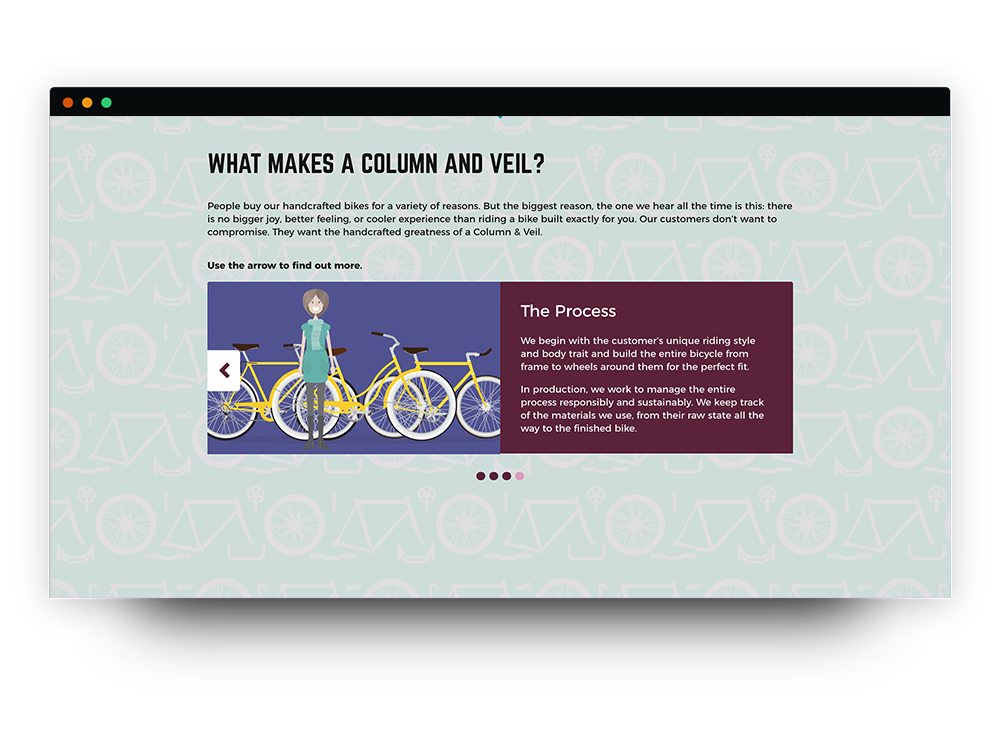 WHAT MAKES A COLUMN AND VEIL?
People buy our handcrafted bikes for a variety of reasons. But the biggest reason, the one we hear all the time is this: there
is no bigger joy, better feeling, or cooler experience than riding a bike built exactly for you. Our customers don't want to
compromise. They want the handcrafted greatness of a Column & Veil.
Use the arrow to find out more.
The Process
We begin with the customer's unique riding style
and body trait and build the entire bicycle from
frame to wheels around them for the perfect fit.
In production, we work to manage the entire
process responsibly and sustainably. We keep track
of the materials we use, from their raw state all the
way to the finished bike.